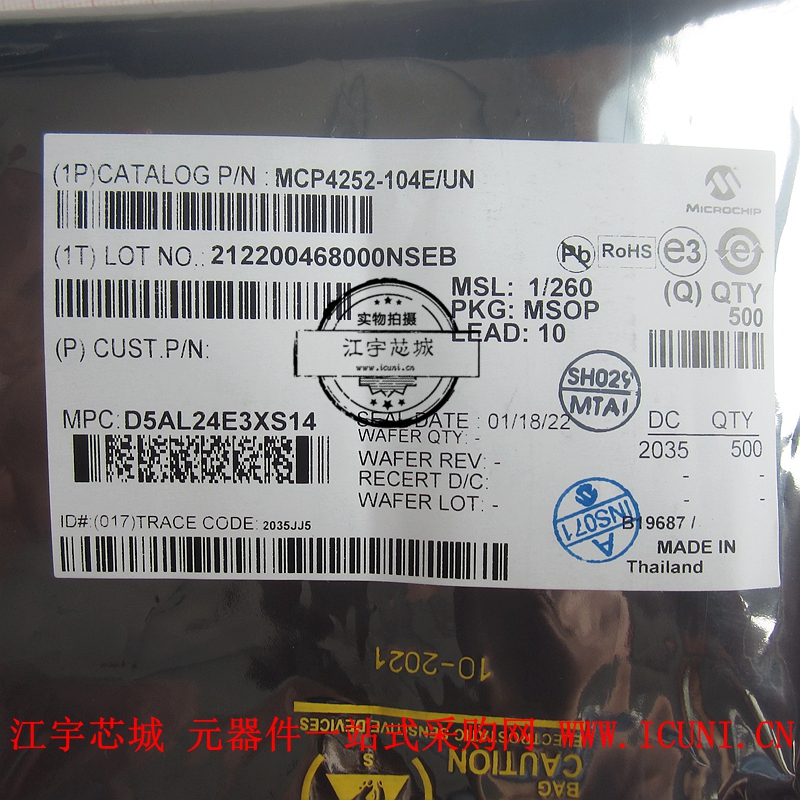 (1P)CATALOG P/N : MCP4252-104E/UN
MICROCHIP
(1T) LOT NO.: 212200468000NSEB
Pb RoHS e3 e
MSL: 1/260
PKG: MSOP
LEAD: 10
(Q) QTY
500
实物拍摄
江宇芯城
www.icuni.cn
(P) CUST.P/N:
SH029
MTAI
MPC: D5AL24E3XS14
SEAL DATE : 01/18/22
WAFER QTY: -
WAFER REV: -
RECERT D/C:
WAFER LOT: -
DC QTY
2035 500
- -
- -
ID#:(017)TRACE CODE: 2035JJ5
INS071
A
B19687 /
MADE IN
Thailand
10-2021
江宇芯城 元器件一站式采购网 WWW.ICUNI.CN
ELECTROSTATIC-SENSITIVE DEVICES
CAUTION
BAG
S